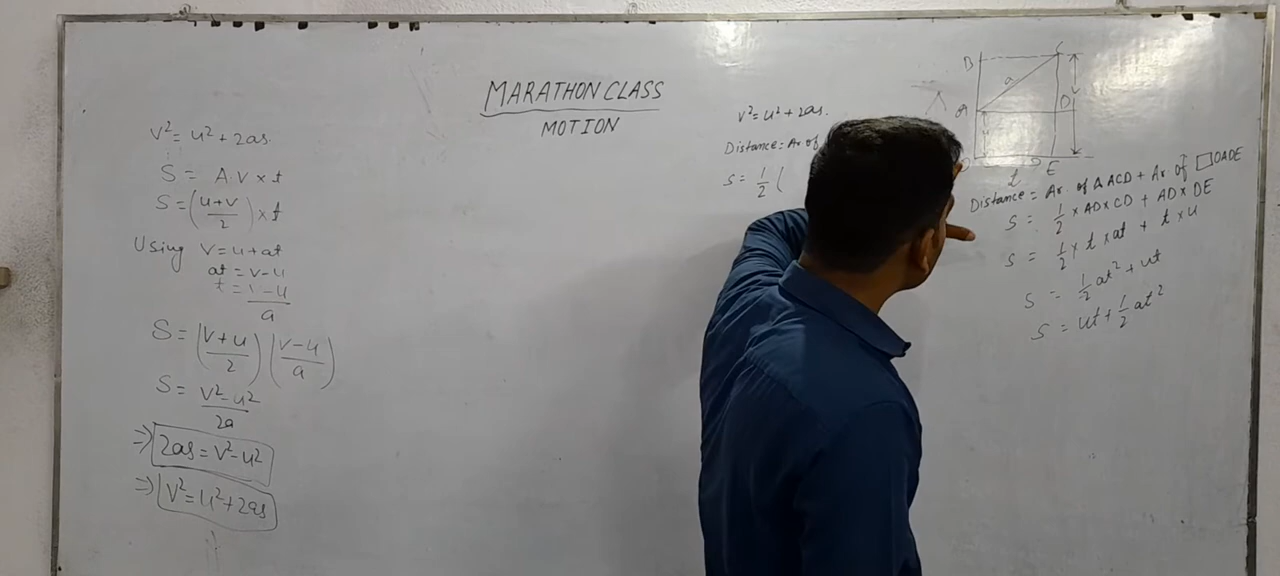 MARATHON CLASS
MOTION
V² = u² + 2as.
S = A.V × t
S = (u+v/2) × t
Using V = u + at
at = v - u
t = v - u/a
S = (v+u/2) (v-u/a)
S = v² - u²/2a
⇒ 2as = v² - u²
⇒ v² = u² + 2as
v² = u² + 2as.
Distance = Ar of
S = 1/2 (
B C
a
A D
t E
Distance = Ar. of Δ ACD + Ar of □ OADE
S = 1/2 × AD × CD + AD × DE
S = 1/2 × t × at + t × u
S = 1/2 at² + ut
S = ut + 1/2 at²